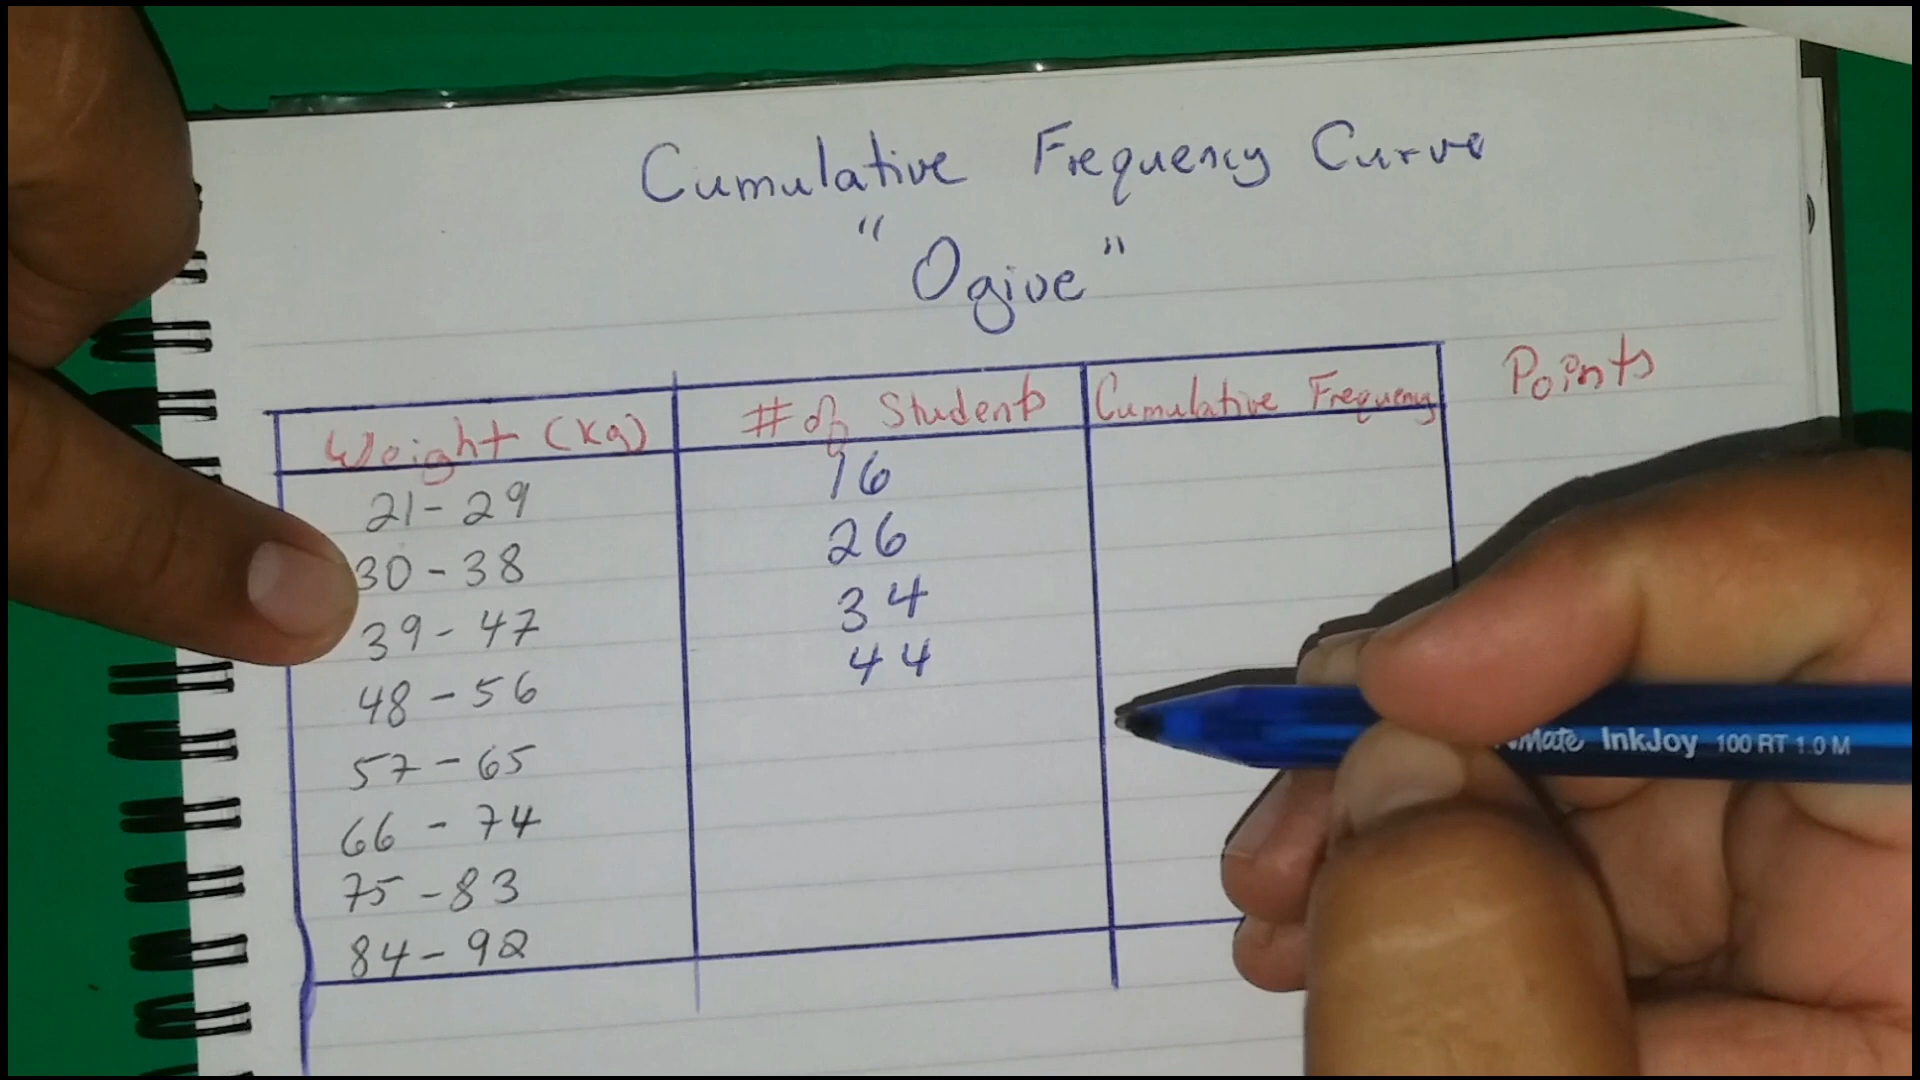 Cumulative Frequency Curve
"Ogive"
Weight (Kg) # of Students Cumulative Frequency Points
21 - 29 16
30 - 38 26
39 - 47 34
48 - 56 44
57 - 65
66 - 74
75 - 83
84 - 92
Mate InkJoy 100 RT 1.0 M